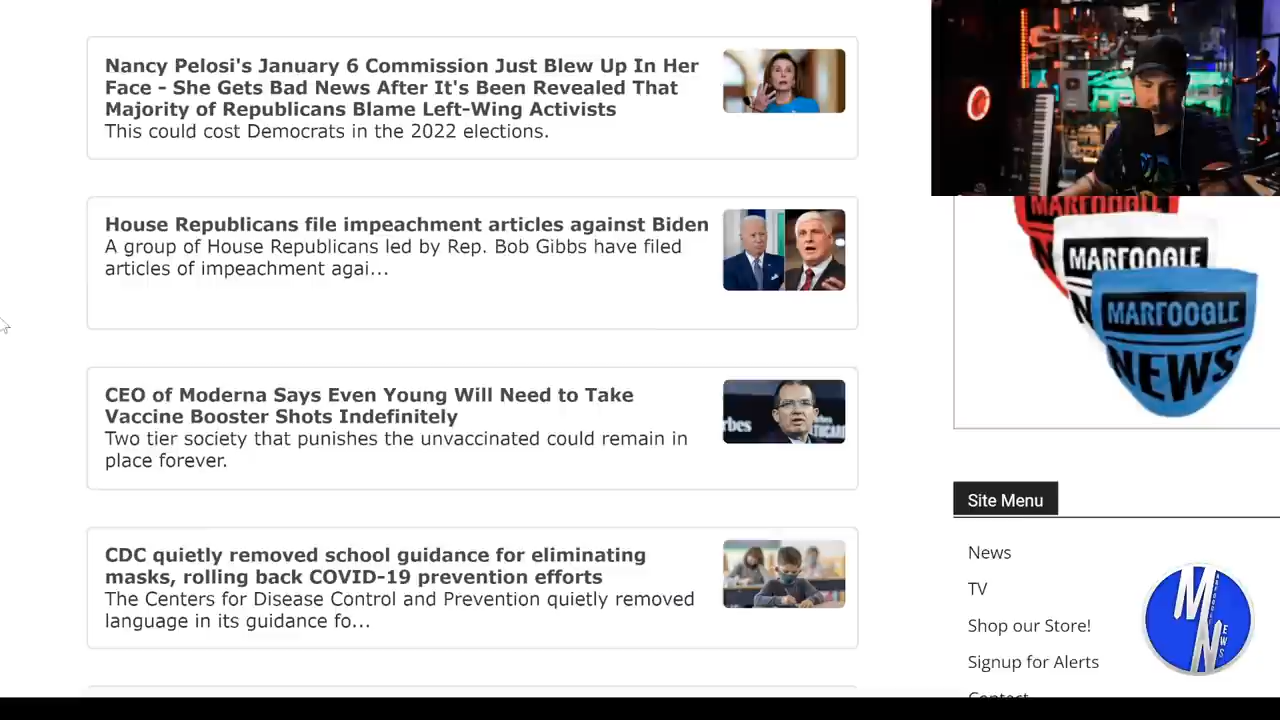 Nancy Pelosi's January 6 Commission Just Blew Up In Her
Face - She Gets Bad News After It's Been Revealed That
Majority of Republicans Blame Left-Wing Activists
This could cost Democrats in the 2022 elections.
House Republicans file impeachment articles against Biden
A group of House Republicans led by Rep. Bob Gibbs have filed
articles of impeachment agai...
CEO of Moderna Says Even Young Will Need to Take
Vaccine Booster Shots Indefinitely
Two tier society that punishes the unvaccinated could remain in
place forever.
rbes
CDC quietly removed school guidance for eliminating
masks, rolling back COVID-19 prevention efforts
The Centers for Disease Control and Prevention quietly removed
language in its guidance fo...
MARFOOGLE
MARFOOGLE
MARFOOGLE
NEWS
Site Menu
News
TV
Shop our Store!
Signup for Alerts
Contact
MN